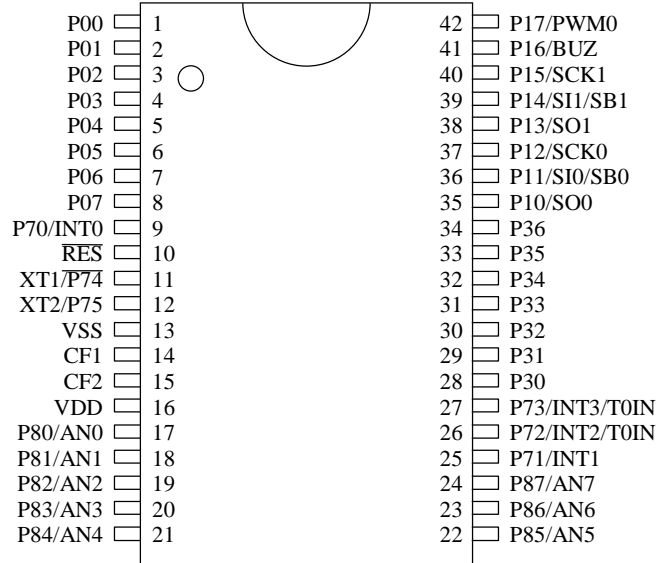 P00 1 42 P17/PWM0
P01 2 41 P16/BUZ
P02 3 40 P15/SCK1
P03 4 39 P14/SI1/SB1
P04 5 38 P13/SO1
P05 6 37 P12/SCK0
P06 7 36 P11/SI0/SB0
P07 8 35 P10/SO0
P70/INT0 9 34 P36
RES 10 33 P35
XT1/P74 11 32 P34
XT2/P75 12 31 P33
VSS 13 30 P32
CF1 14 29 P31
CF2 15 28 P30
VDD 16 27 P73/INT3/T0IN
P80/AN0 17 26 P72/INT2/T0IN
P81/AN1 18 25 P71/INT1
P82/AN2 19 24 P87/AN7
P83/AN3 20 23 P86/AN6
P84/AN4 21 22 P85/AN5